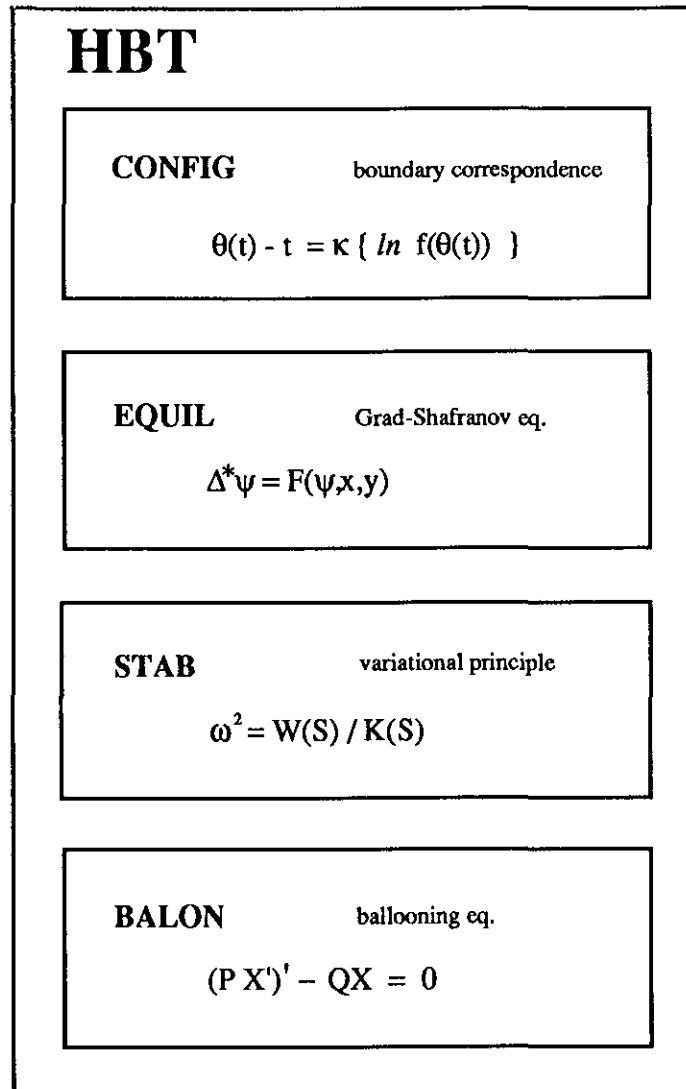 HBT
CONFIG boundary correspondence
θ(t) - t = κ { ln f(θ(t)) }
EQUIL Grad-Shafranov eq.
Δ*ψ = F(ψ,x,y)
STAB variational principle
ω² = W(S) / K(S)
BALON ballooning eq.
(P X')' – QX = 0